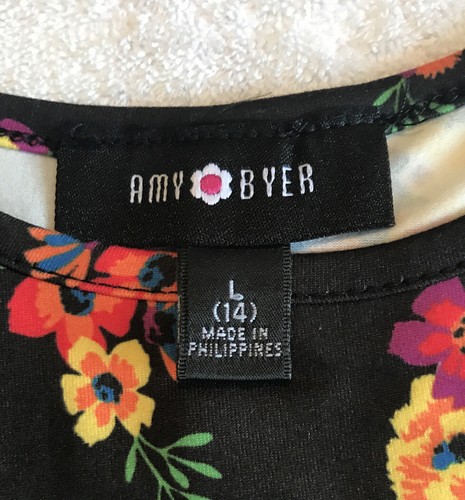 AMY BYER
L
(14)
MADE IN
PHILIPPINES